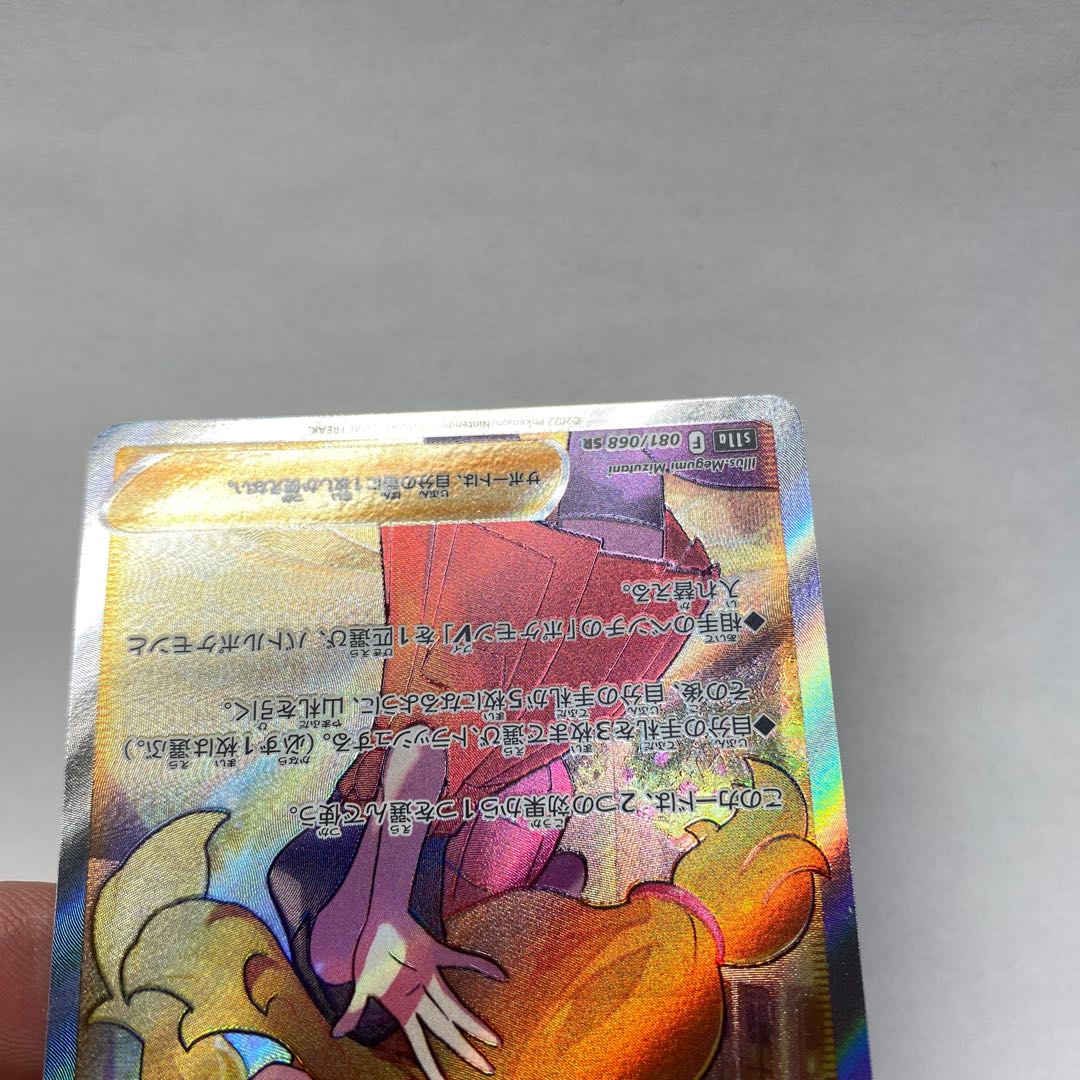 このカードは、2つの効果から1つを選んで使う。
◆自分の手札を3枚まで選び、トラッシュする。(必ず1枚は選ぶ。)
その後、自分の手札が5枚になるように、山札を引く。
◆相手のベンチの「ポケモンV」を1匹選び、バトルポケモンと
入れ替える。
サポートは、自分の番に1枚しか使えない。
Illus.Megumi Mizutani
s11a F 081/068 SR
©2022 Pokémon/Nintendo FREAK.